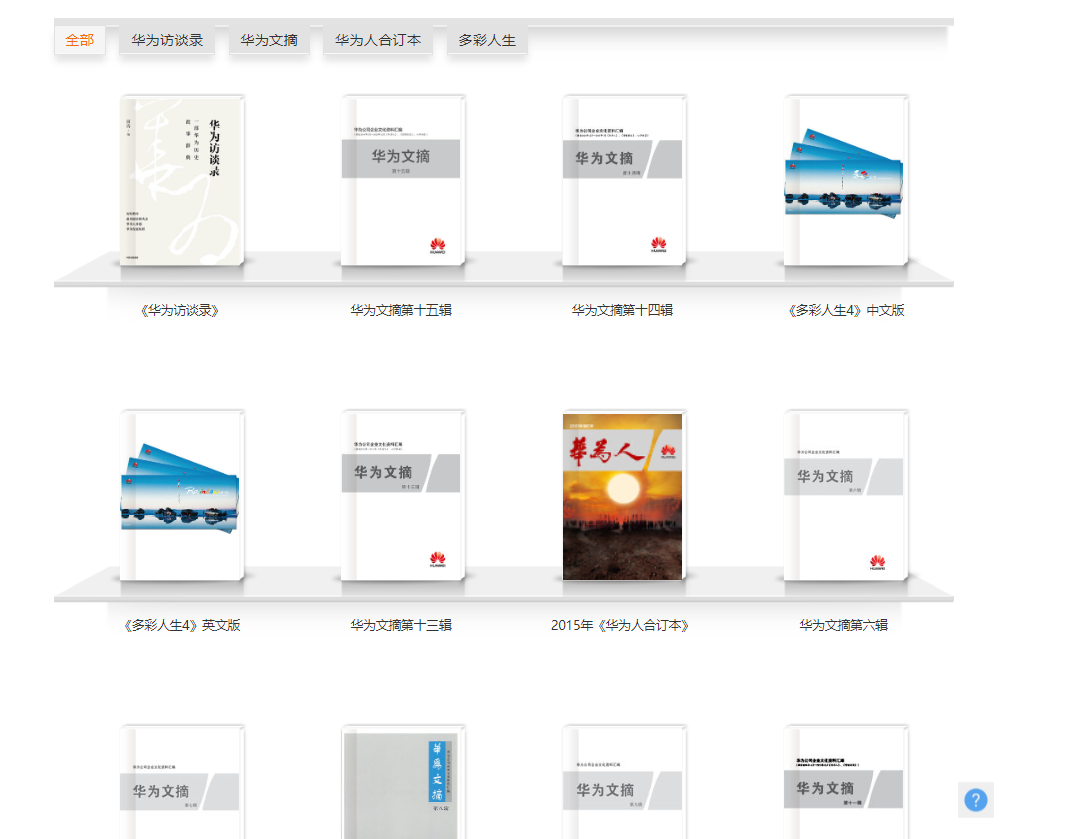 全部
华为访谈录
华为文摘
华为人合订本
多彩人生
华为访谈录
一部华为历史
故事辞典
华为公司企业文化资料汇编
华为文摘
第十五辑
HUAWEI
华为公司企业文化资料汇编
华为文摘
第十四辑
HUAWEI
《华为访谈录》
华为文摘第十五辑
华为文摘第十四辑
《多彩人生4》中文版
华为公司企业文化资料汇编
华为文摘
第十三辑
HUAWEI
華為人
华为公司企业文化资料汇编
华为文摘
第六辑
HUAWEI
《多彩人生4》英文版
华为文摘第十三辑
2015年《华为人合订本》
华为文摘第六辑
华为公司企业文化资料汇编
华为文摘
第七辑
華為文摘
第八辑
华为公司企业文化资料汇编
华为文摘
第九辑
华为公司企业文化资料汇编
华为文摘
第十一辑
?